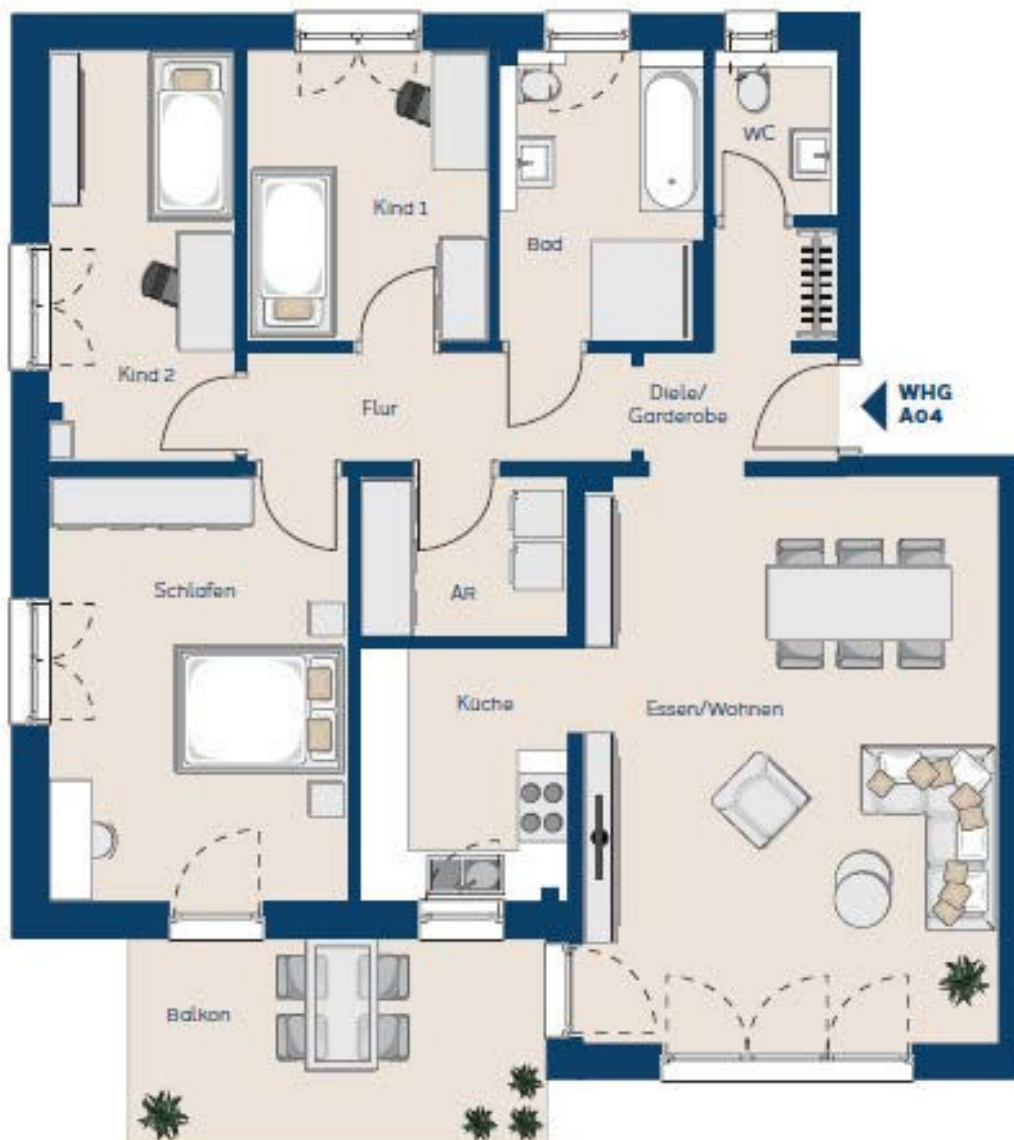 WC
Kind 1
Bad
Kind 2
Flur
Diele/
Garderobe
WHG
A04
Schlafen
AR
Küche
Essen/Wohnen
Balkon